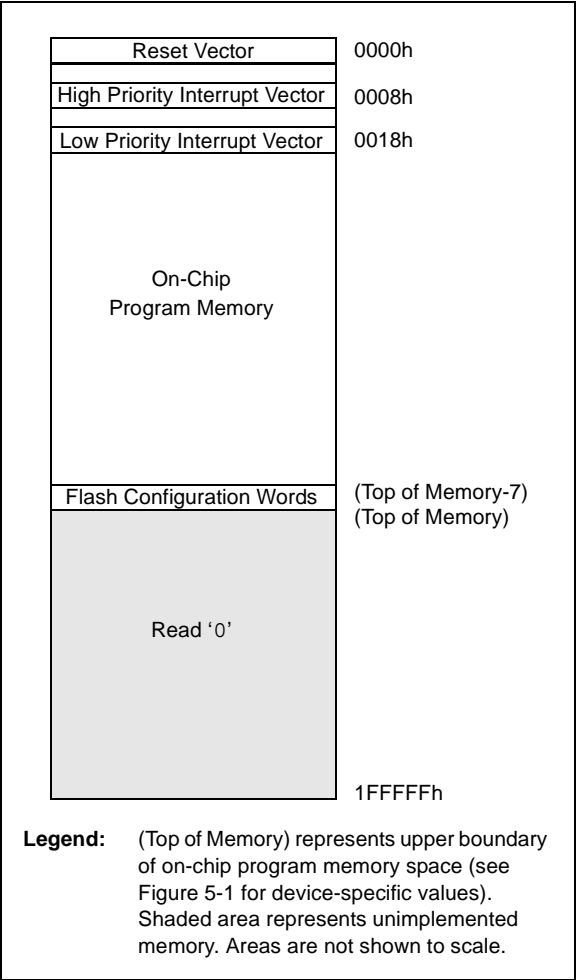 Reset Vector 0000h
High Priority Interrupt Vector 0008h
Low Priority Interrupt Vector 0018h
On-Chip
Program Memory
Flash Configuration Words (Top of Memory-7)
(Top of Memory)
Read ‘0’
1FFFFFh
Legend: (Top of Memory) represents upper boundary
of on-chip program memory space (see
Figure 5-1 for device-specific values).
Shaded area represents unimplemented
memory. Areas are not shown to scale.